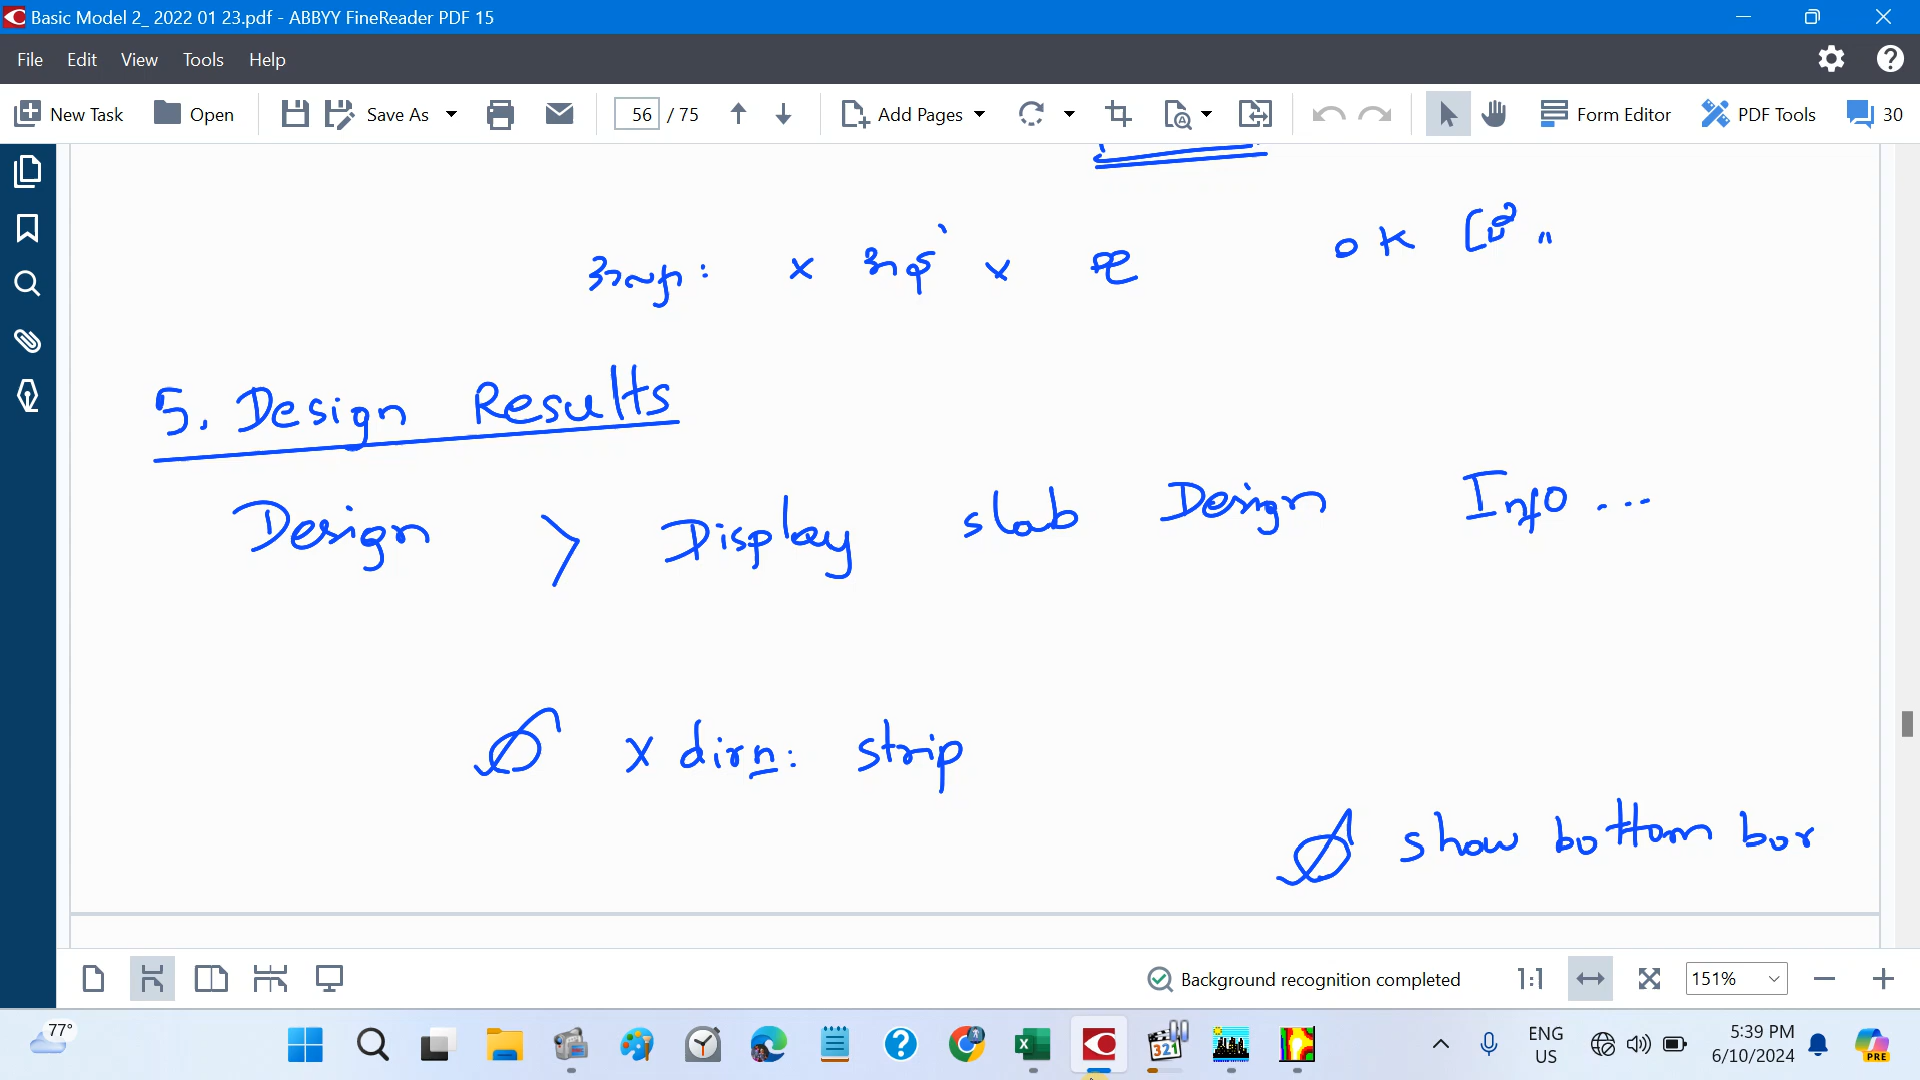 Basic Model 2_ 2022 01 23.pdf - ABBYY FineReader PDF 15
File Edit View Tools Help
New Task Open Save As 56 / 75 Add Pages Form Editor PDF Tools 30
x x ok
5. Design Results
Design > Display slab Design Info ...
x dirn: strip
show bottom bar
Background recognition completed 1:1 151%
77° ENG US 5:39 PM 6/10/2024
321 PRE